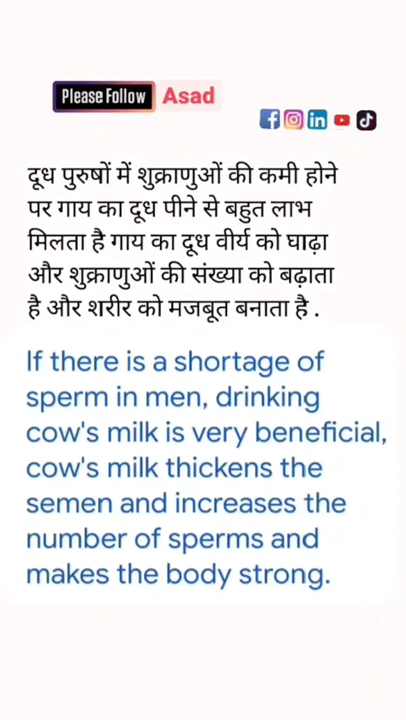 Please Follow Asad
दूध पुरुषों में शुक्राणुओं की कमी होने
पर गाय का दूध पीने से बहुत लाभ
मिलता है गाय का दूध वीर्य को घाढ़ा
और शुक्राणुओं की संख्या को बढ़ाता
है और शरीर को मजबूत बनाता है .
If there is a shortage of
sperm in men, drinking
cow's milk is very beneficial,
cow's milk thickens the
semen and increases the
number of sperms and
makes the body strong.